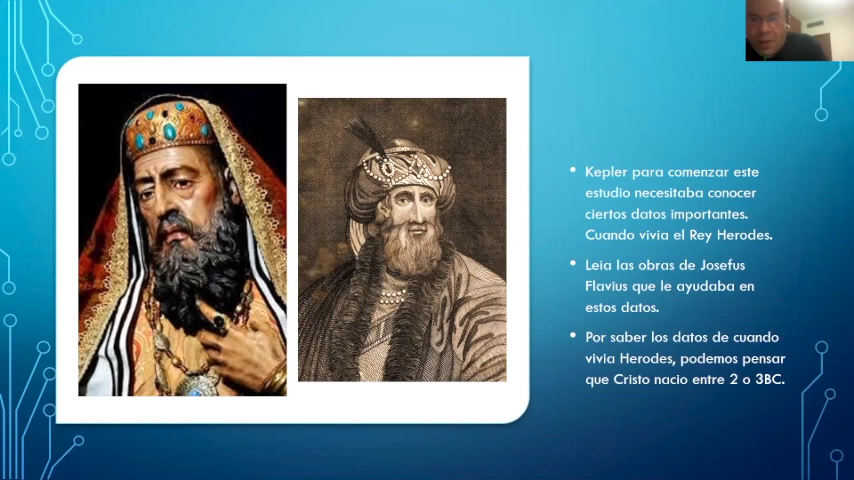 Kepler para comenzar este
estudio necesitaba conocer
ciertos datos importantes.
Cuando vivia el Rey Herodes.
Leia las obras de Josefus
Flavius que le ayudaba en
estos datos.
Por saber los datos de cuando
vivia Herodes, podemos pensar
que Cristo nacio entre 2 o 3BC.